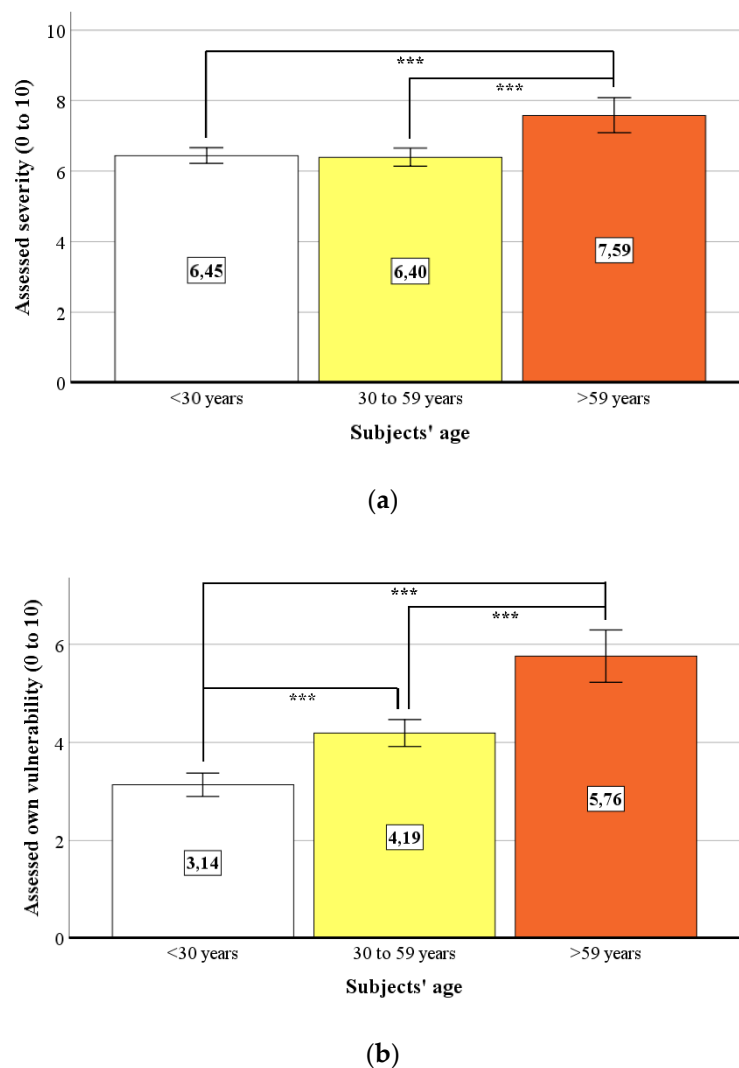 Assessed severity (0 to 10)
10
8
6
4
2
0
***
***
6,45
6,40
7,59
<30 years
30 to 59 years
>59 years
Subjects' age
(a)
Assessed own vulnerability (0 to 10)
6
4
2
0
***
***
***
3,14
4,19
5,76
<30 years
30 to 59 years
>59 years
Subjects' age
(b)